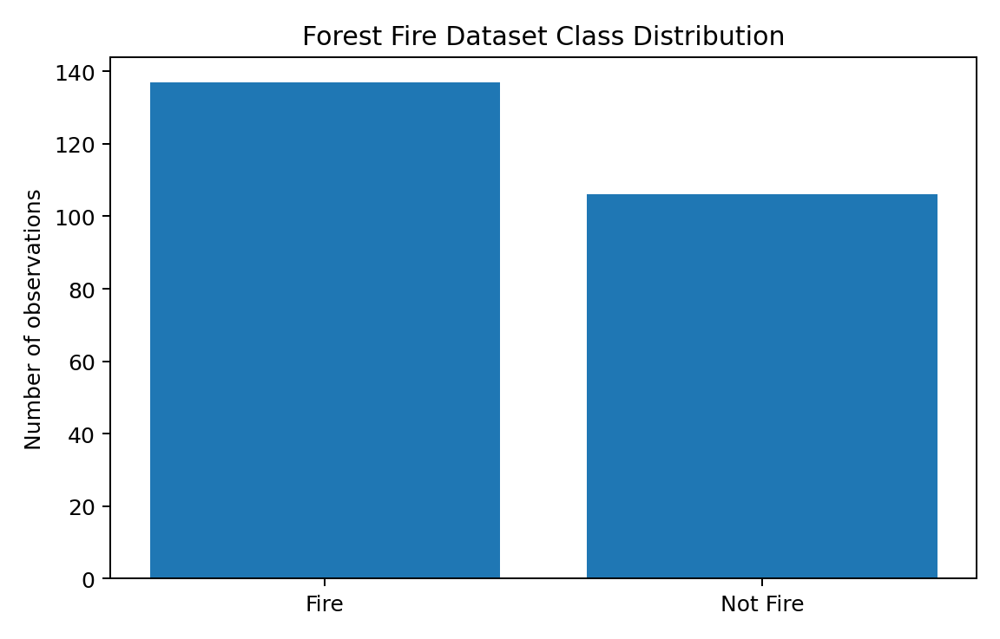 Forest Fire Dataset Class Distribution
Number of observations
140
120
100
80
60
40
20
0
Fire
Not Fire